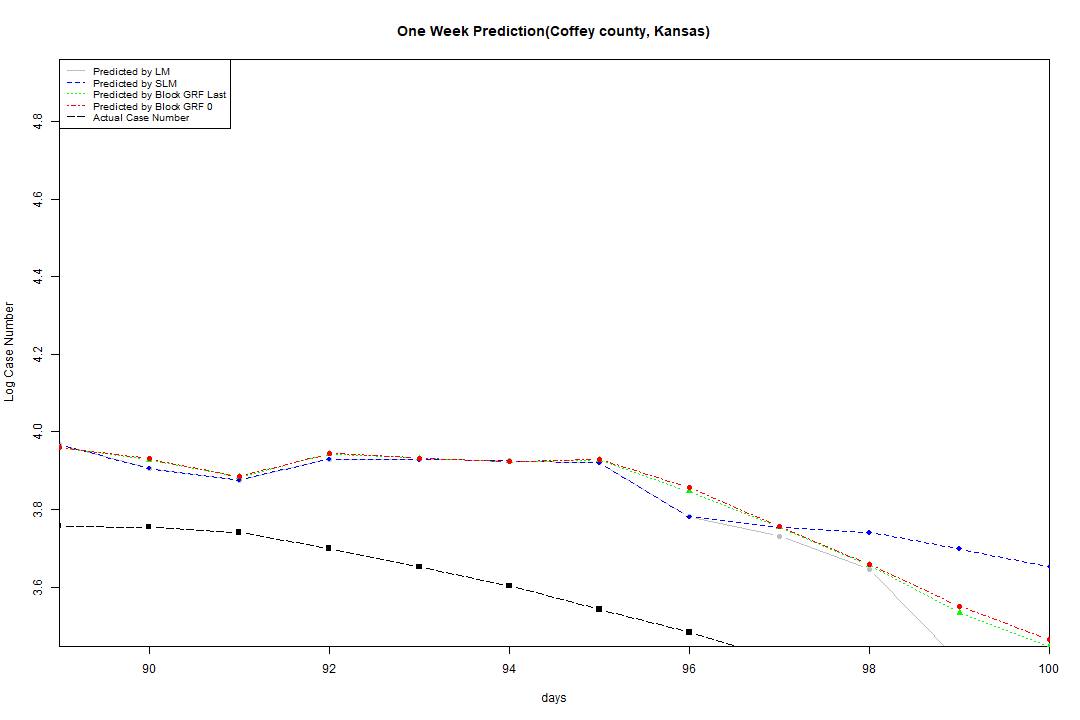 One Week Prediction(Coffey county, Kansas)
Predicted by LM
Predicted by SLM
Predicted by Block GRF Last
Predicted by Block GRF 0
Actual Case Number
4.8
4.6
4.4
4.2
4.0
3.8
3.6
Log Case Number
90 92 94 96 98 100
days